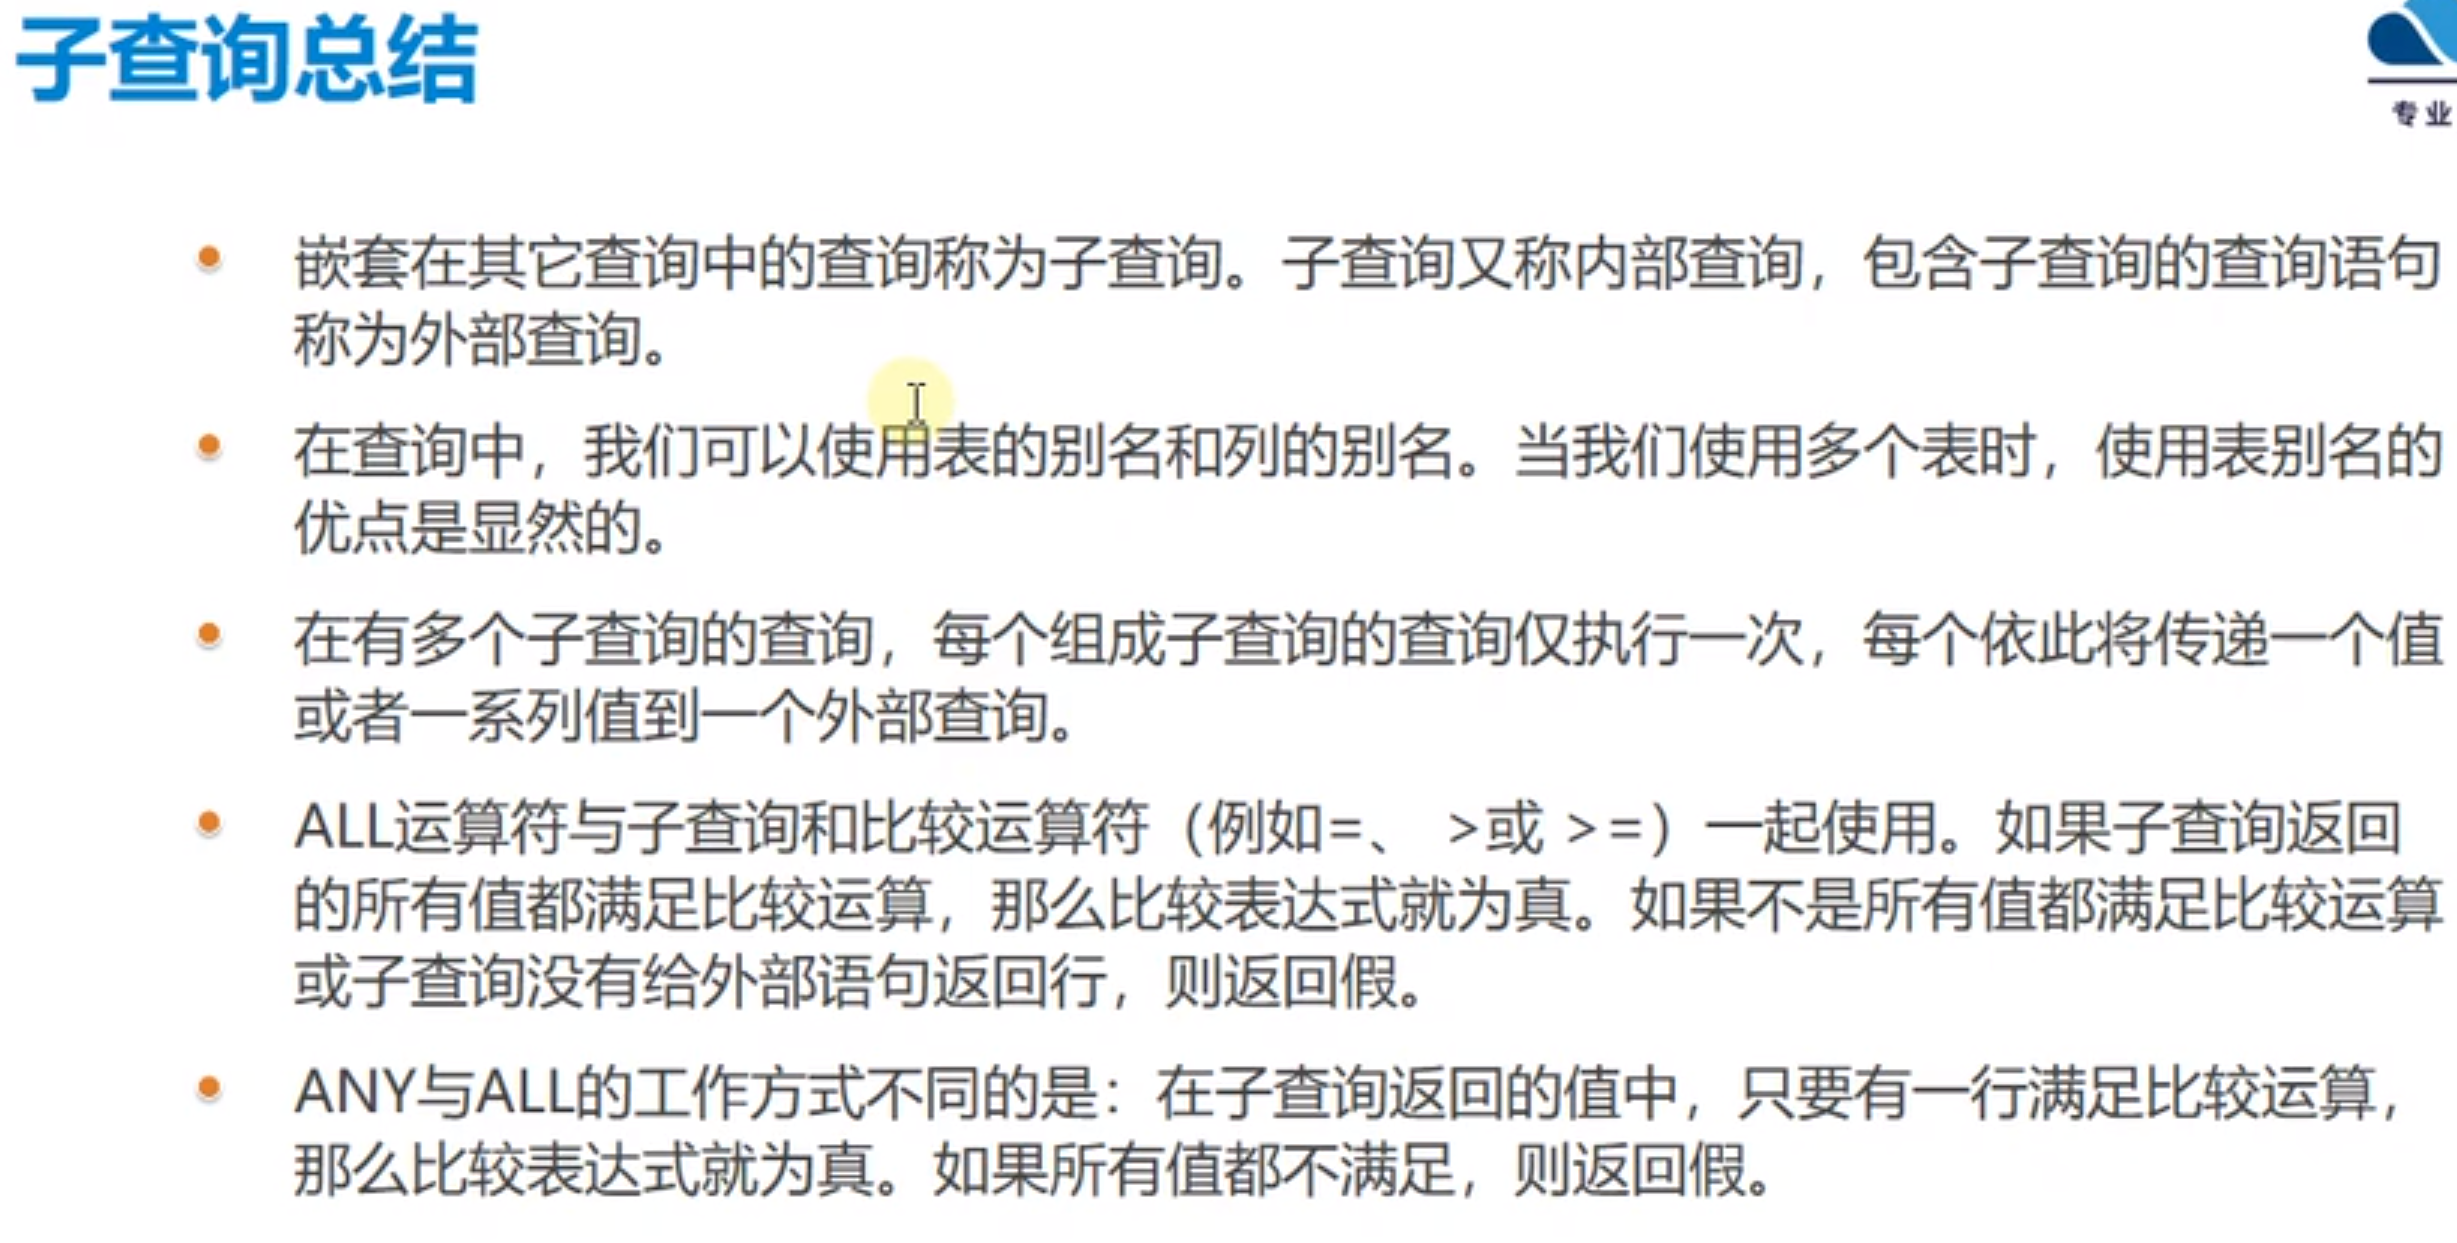 子查询总结
专业
嵌套在其它查询中的查询称为子查询。子查询又称内部查询，包含子查询的查询语句
称为外部查询。
在查询中，我们可以使用表的别名和列的别名。当我们使用多个表时，使用表别名的
优点是显然的。
在有多个子查询的查询，每个组成子查询的查询仅执行一次，每个依此将传递一个值
或者一系列值到一个外部查询。
ALL运算符与子查询和比较运算符（例如=、 >或 >=）一起使用。如果子查询返回
的所有值都满足比较运算，那么比较表达式就为真。如果不是所有值都满足比较运算
或子查询没有给外部语句返回行，则返回假。
ANY与ALL的工作方式不同的是：在子查询返回的值中，只要有一行满足比较运算，
那么比较表达式就为真。如果所有值都不满足，则返回假。